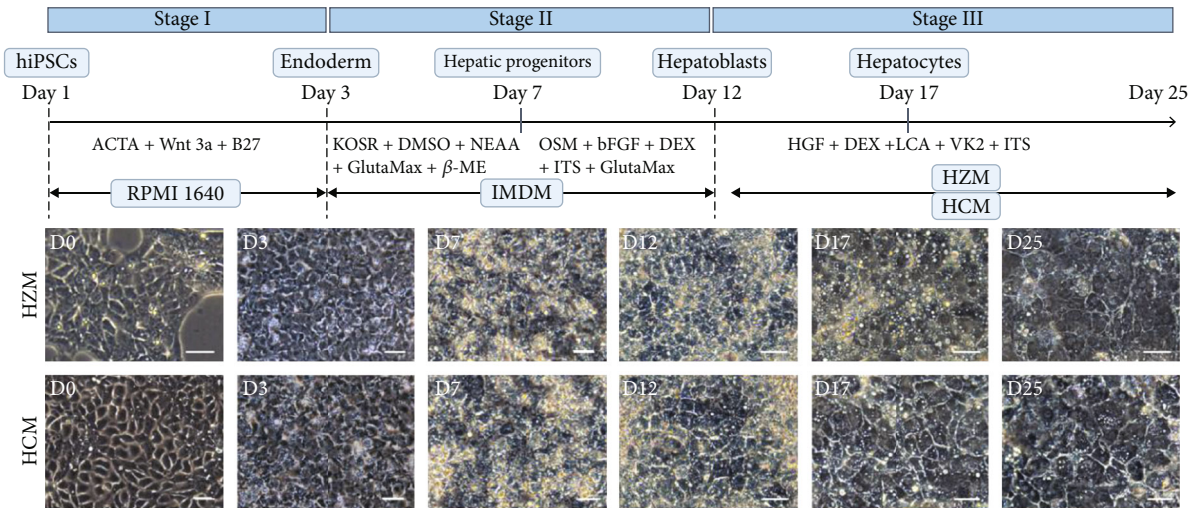 Stage I Stage II Stage III
hiPSCs Endoderm Hepatic progenitors Hepatoblasts Hepatocytes
Day 1 Day 3 Day 7 Day 12 Day 17 Day 25
ACTA + Wnt 3a + B27 KOSR + DMSO + NEAA OSM + bFGF + DEX HGF + DEX +LCA + VK2 + ITS
+ GlutaMax + β-ME + ITS + GlutaMax
RPMI 1640 IMDM HZM
HCM
HZM D0 D3 D7 D12 D17 D25
HCM D0 D3 D7 D12 D17 D25